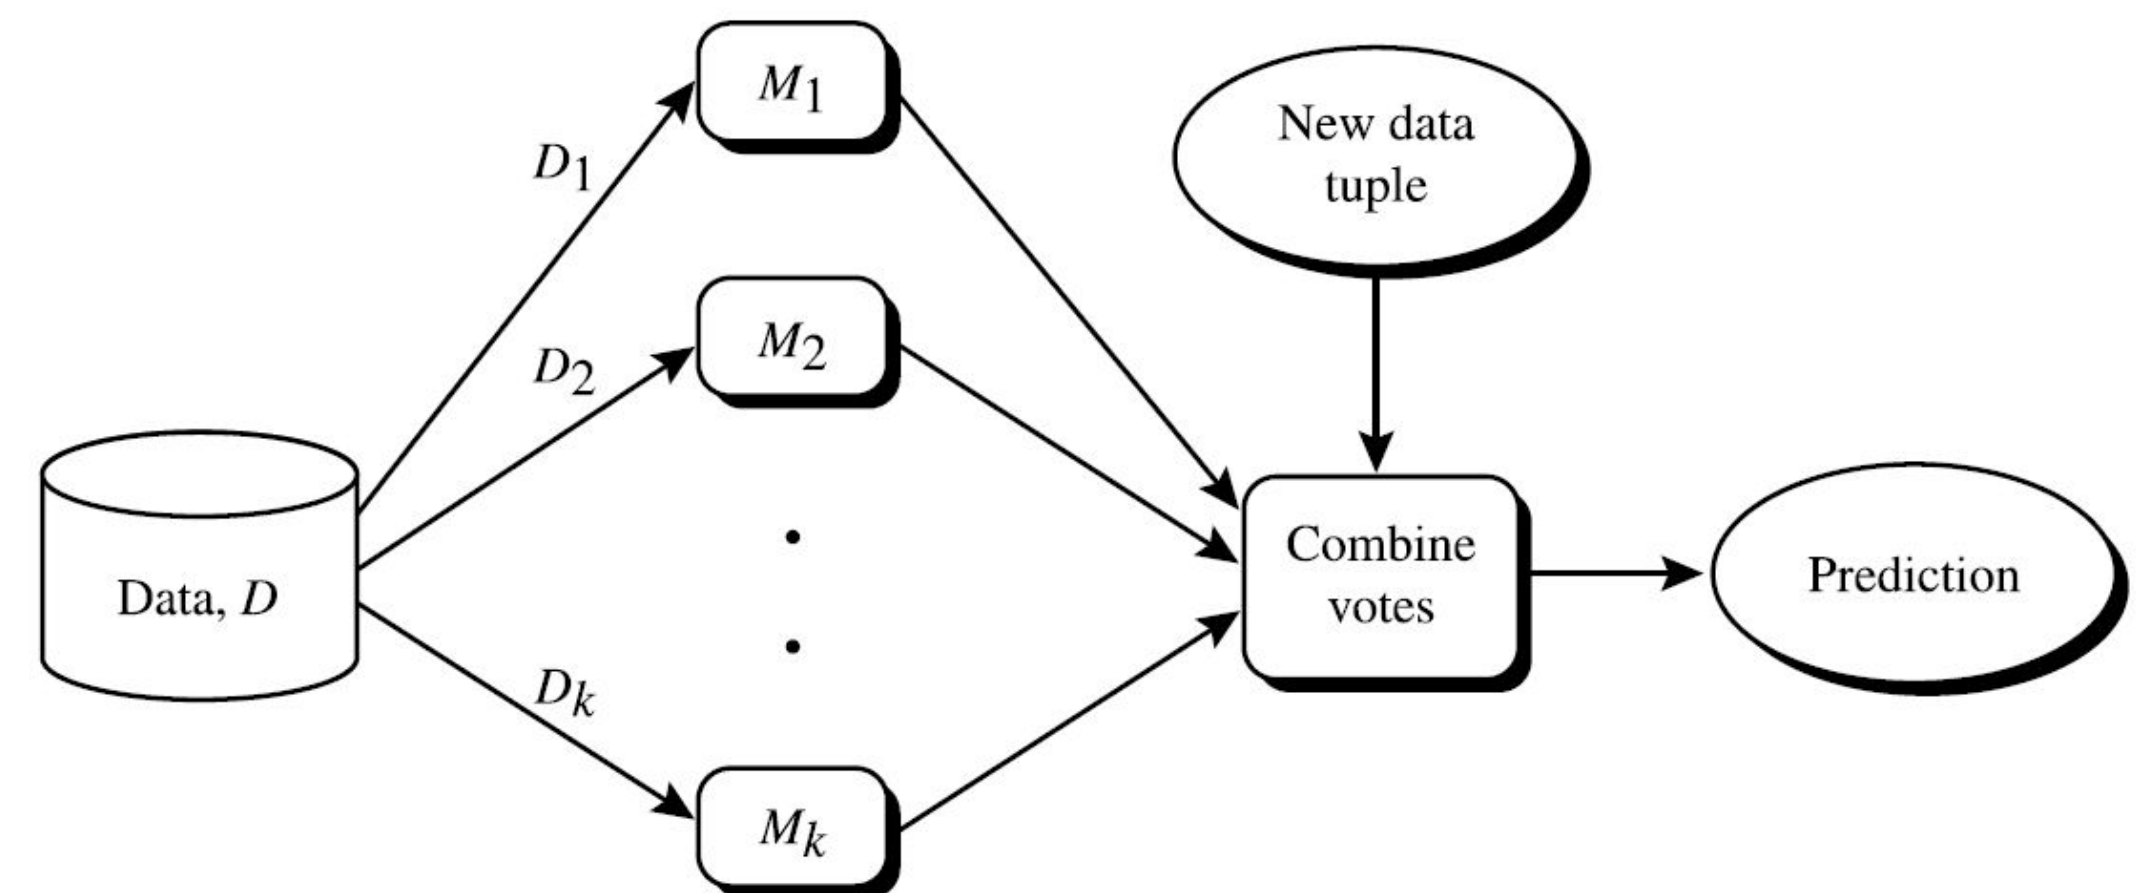 M1
New data
tuple
D1
M2
D2
Combine
votes
Prediction
Data, D
Dk
Mk